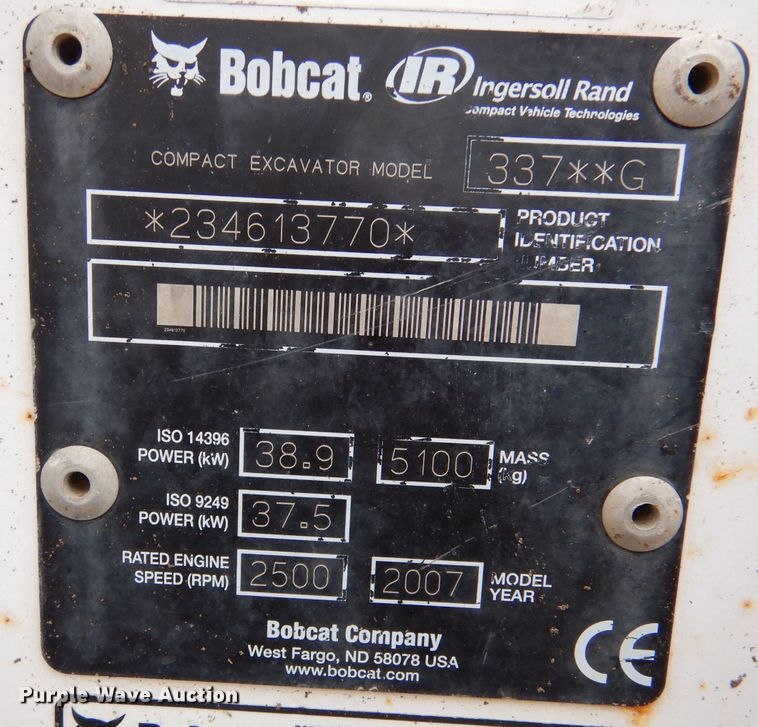 Bobcat® IR Ingersoll Rand
Compact Vehicle Technologies
COMPACT EXCAVATOR MODEL 337**G
*234613770* PRODUCT
IDENTIFICATION
NUMBER
234613770
ISO 14396
POWER (kW) 38.9 5100 MASS
(kg)
ISO 9249
POWER (kW) 37.5
RATED ENGINE
SPEED (RPM) 2500 2007 MODEL
YEAR
Bobcat Company
West Fargo, ND 58078 USA
www.bobcat.com
CE
Purple Wave Auction